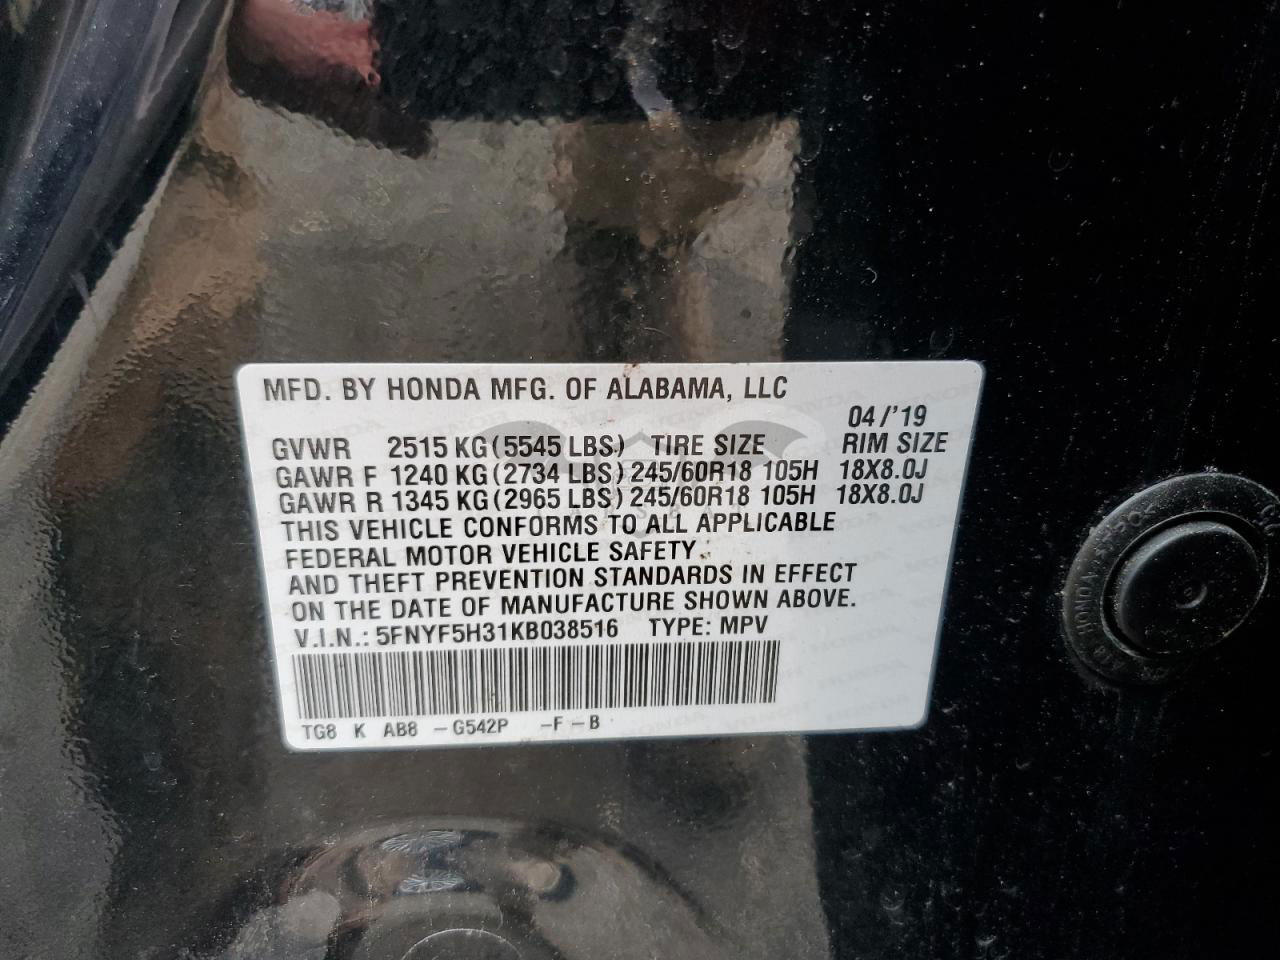 MFD. BY HONDA MFG. OF ALABAMA, LLC
04/'19
GVWR 2515 KG (5545 LBS) TIRE SIZE RIM SIZE
GAWR F 1240 KG (2734 LBS) 245/60R18 105H 18X8.0J
GAWR R 1345 KG (2965 LBS) 245/60R18 105H 18X8.0J
THIS VEHICLE CONFORMS TO ALL APPLICABLE
FEDERAL MOTOR VEHICLE SAFETY
AND THEFT PREVENTION STANDARDS IN EFFECT
ON THE DATE OF MANUFACTURE SHOWN ABOVE.
V.I.N.: 5FNYF5H31KB038516 TYPE: MPV
TG8 K AB8 -G542P -F-B
HONDA